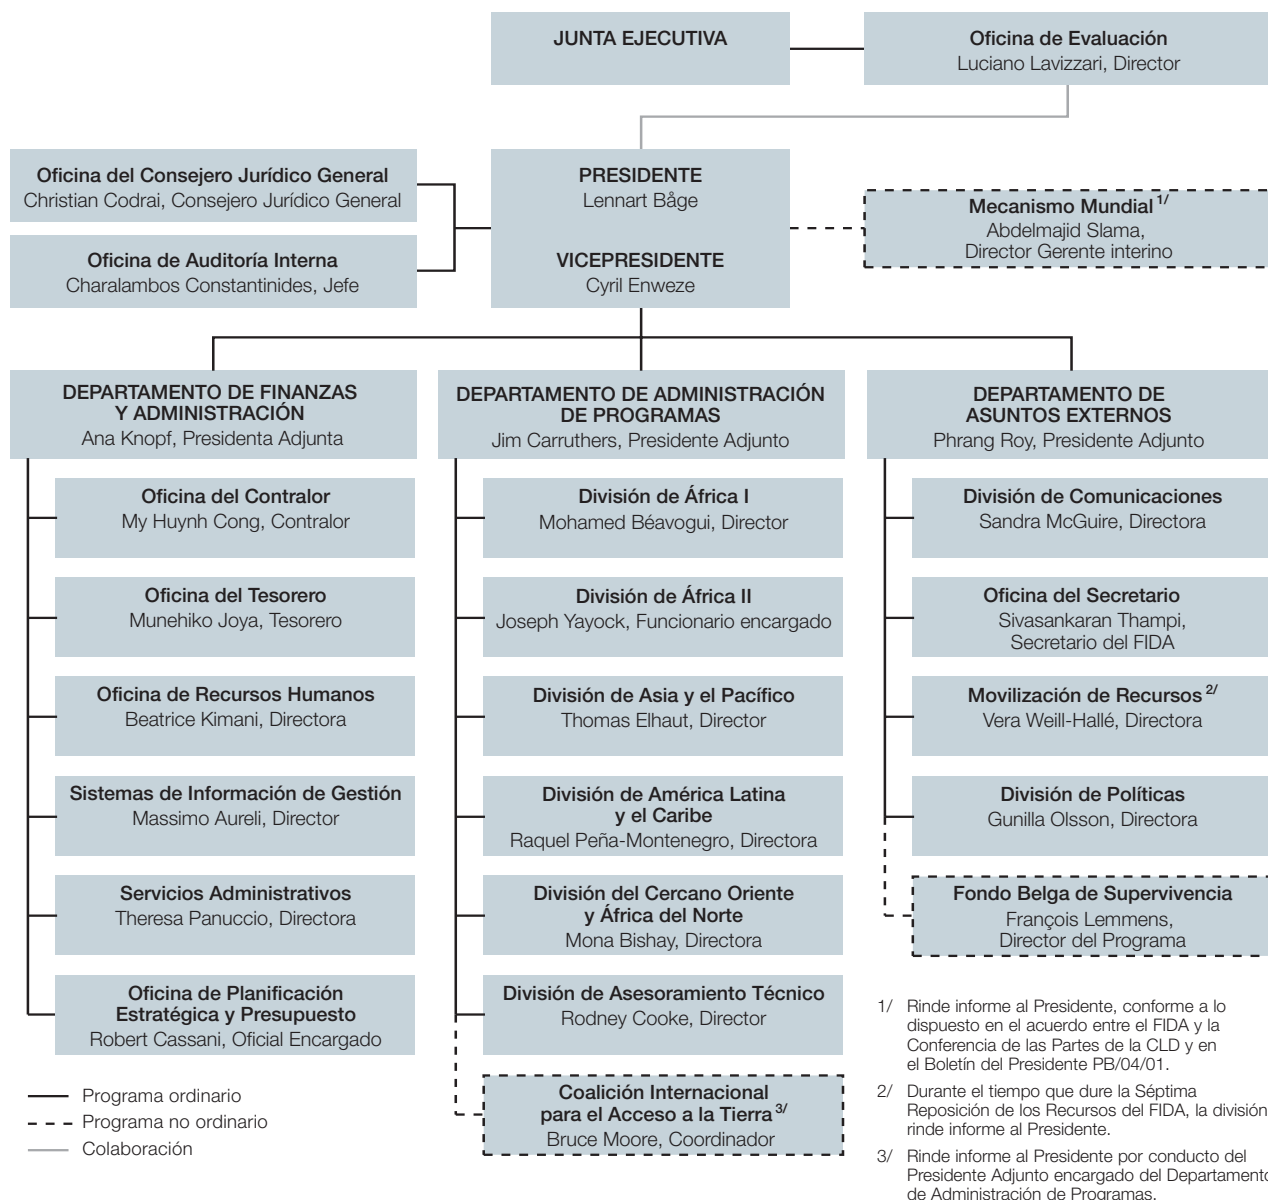 JUNTA EJECUTIVA
Oficina de Evaluación
Luciano Lavizzari, Director
Oficina del Consejero Jurídico General
Christian Codrai, Consejero Jurídico General
Oficina de Auditoría Interna
Charalambos Constantinides, Jefe
PRESIDENTE
Lennart Båge
VICEPRESIDENTE
Cyril Enweze
Mecanismo Mundial 1/
Abdelmajid Slama,
Director Gerente interino
DEPARTAMENTO DE FINANZAS
Y ADMINISTRACIÓN
Ana Knopf, Presidenta Adjunta
Oficina del Contralor
My Huynh Cong, Contralor
Oficina del Tesorero
Munehiko Joya, Tesorero
Oficina de Recursos Humanos
Beatrice Kimani, Directora
Sistemas de Información de Gestión
Massimo Aureli, Director
Servicios Administrativos
Theresa Panuccio, Directora
Oficina de Planificación
Estratégica y Presupuesto
Robert Cassani, Oficial Encargado
DEPARTAMENTO DE ADMINISTRACIÓN
DE PROGRAMAS
Jim Carruthers, Presidente Adjunto
División de África I
Mohamed Béavogui, Director
División de África II
Joseph Yayock, Funcionario encargado
División de Asia y el Pacífico
Thomas Elhaut, Director
División de América Latina
y el Caribe
Raquel Peña-Montenegro, Directora
División del Cercano Oriente
y África del Norte
Mona Bishay, Directora
División de Asesoramiento Técnico
Rodney Cooke, Director
Coalición Internacional
para el Acceso a la Tierra 3/
Bruce Moore, Coordinador
DEPARTAMENTO DE
ASUNTOS EXTERNOS
Phrang Roy, Presidente Adjunto
División de Comunicaciones
Sandra McGuire, Directora
Oficina del Secretario
Sivasankaran Thampi,
Secretario del FIDA
Movilización de Recursos 2/
Vera Weill-Hallé, Directora
División de Políticas
Gunilla Olsson, Directora
Fondo Belga de Supervivencia
François Lemmens,
Director del Programa
Programa ordinario
Programa no ordinario
Colaboración
1/ Rinde informe al Presidente, conforme a lo
dispuesto en el acuerdo entre el FIDA y la
Conferencia de las Partes de la CLD y en
el Boletín del Presidente PB/04/01.
2/ Durante el tiempo que dure la Séptima
Reposición de los Recursos del FIDA, la división
rinde informe al Presidente.
3/ Rinde informe al Presidente por conducto del
Presidente Adjunto encargado del Departamento
de Administración de Programas.